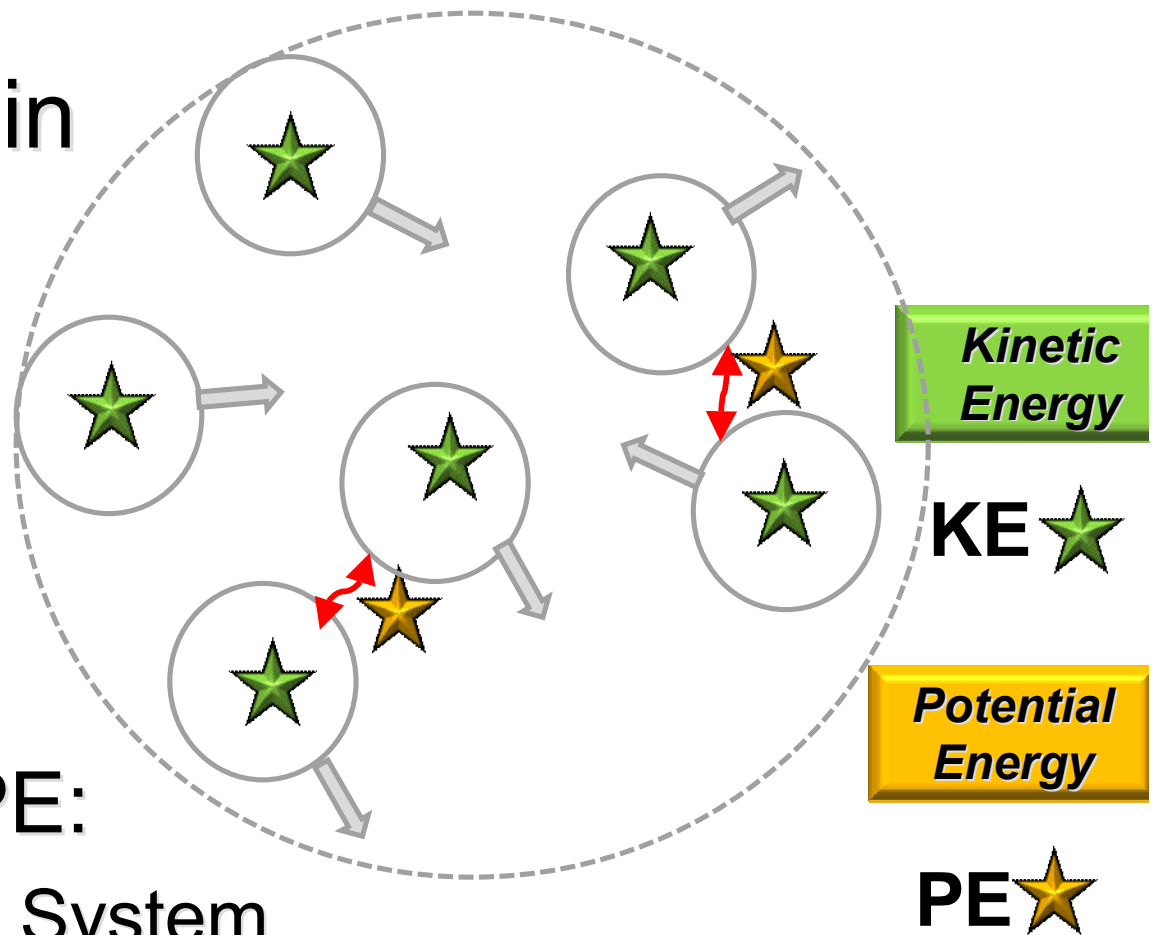 in
Kinetic
Energy
KE
Potential
Energy
PE:
System
PE